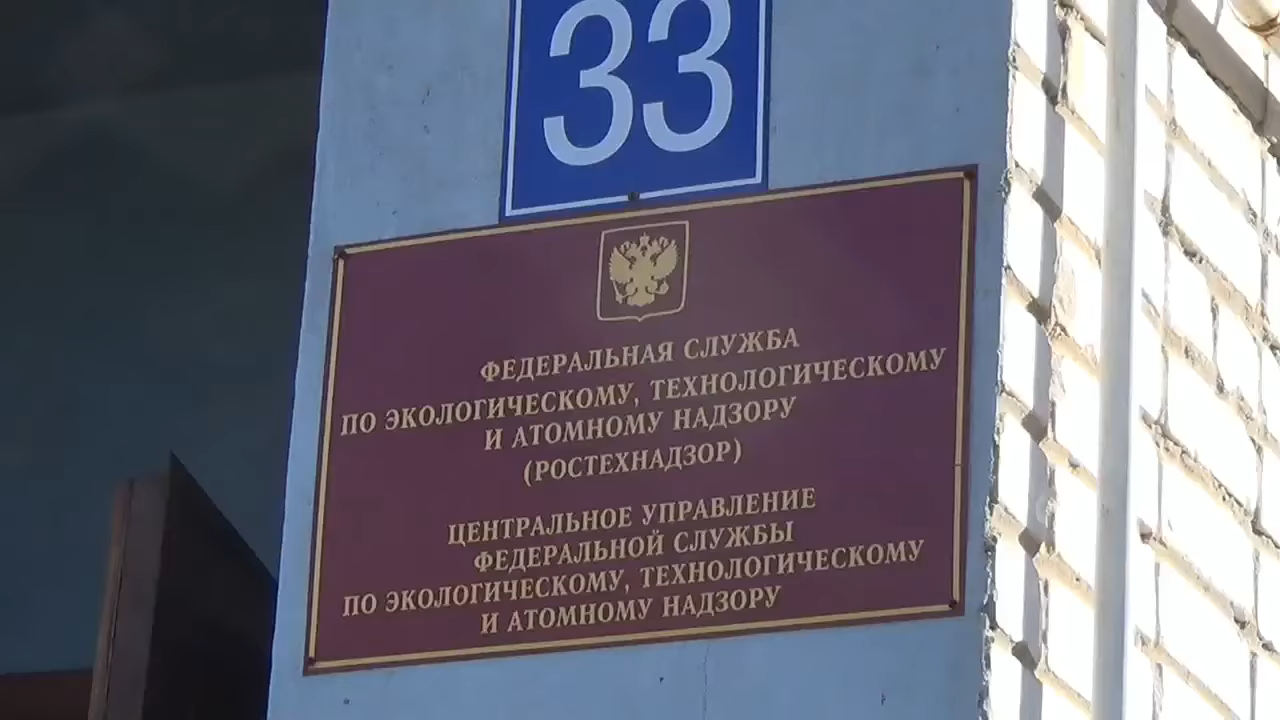 33
ФЕДЕРАЛЬНАЯ СЛУЖБА
ПО ЭКОЛОГИЧЕСКОМУ, ТЕХНОЛОГИЧЕСКОМУ
И АТОМНОМУ НАДЗОРУ
(РОСТЕХНАДЗОР)
ЦЕНТРАЛЬНОЕ УПРАВЛЕНИЕ
ФЕДЕРАЛЬНОЙ СЛУЖБЫ
ПО ЭКОЛОГИЧЕСКОМУ, ТЕХНОЛОГИЧЕСКОМУ
И АТОМНОМУ НАДЗОРУ